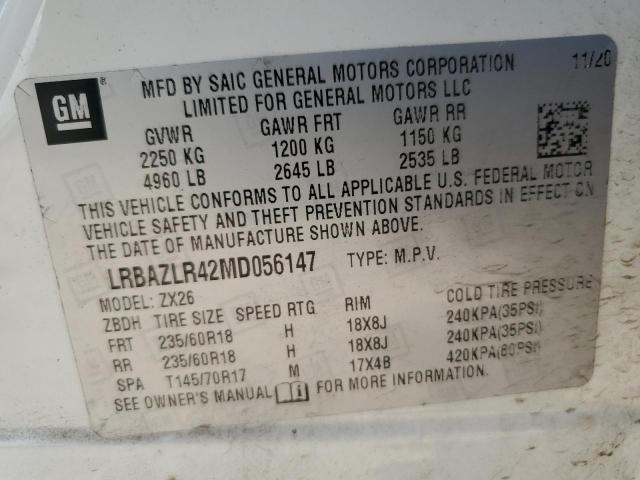 GM ®
MFD BY SAIC GENERAL MOTORS CORPORATION 11/20
LIMITED FOR GENERAL MOTORS LLC
GVWR GAWR FRT GAWR RR
2250 KG 1200 KG 1150 KG
4960 LB 2645 LB 2535 LB
THIS VEHICLE CONFORMS TO ALL APPLICABLE U.S. FEDERAL MOTOR
VEHICLE SAFETY AND THEFT PREVENTION STANDARDS IN EFFECT ON
THE DATE OF MANUFACTURE SHOWN ABOVE.
LRBAZLR42MD056147 TYPE: M.P.V.
MODEL: ZX26
ZBDH TIRE SIZE SPEED RTG RIM COLD TIRE PRESSURE
FRT 235/60R18 H 18X8J 240KPA(35PSI)
RR 235/60R18 H 18X8J 240KPA(35PSI)
SPA T145/70R17 M 17X4B 420KPA(60PSI)
SEE OWNER'S MANUAL i FOR MORE INFORMATION.